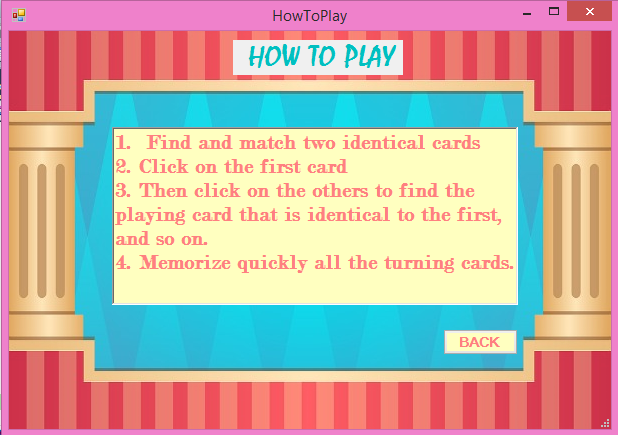 HowToPlay
HOW TO PLAY
1.  Find and match two identical cards
2. Click on the first card
3. Then click on the others to find the
playing card that is identical to the first,
and so on.
4. Memorize quickly all the turning cards.
BACK